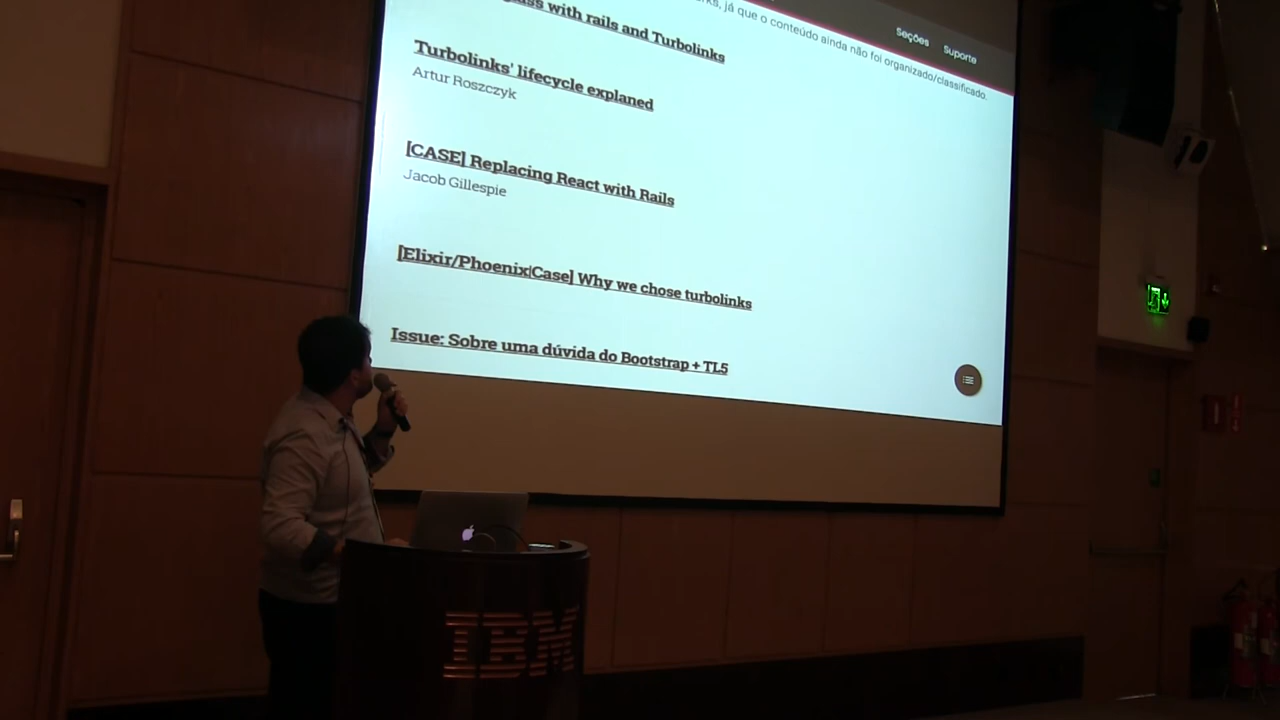 já que o conteúdo ainda não foi organizado/classificado.
seções
suporte
with rails and Turbolinks
Turbolinks' lifecycle explaned
Artur Roszczyk
[CASE] Replacing React with Rails
Jacob Gillespie
[Elixir/Phoenix|Case] Why we chose turbolinks
Issue: Sobre uma dúvida do Bootstrap + TL5
IBM